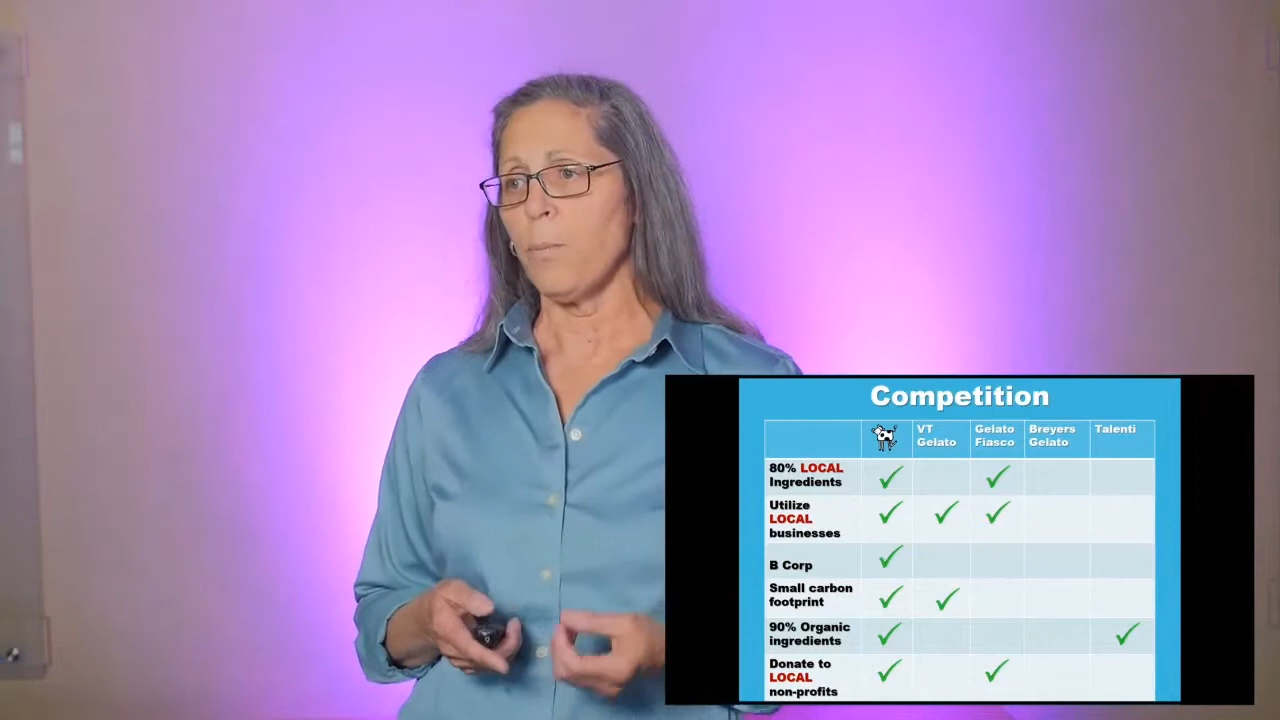 Competition
VT
Gelato
Gelato
Fiasco
Breyers
Gelato
Talenti
80% LOCAL
Ingredients
Utilize
LOCAL
businesses
B Corp
Small carbon
footprint
90% Organic
ingredients
Donate to
LOCAL
non-profits